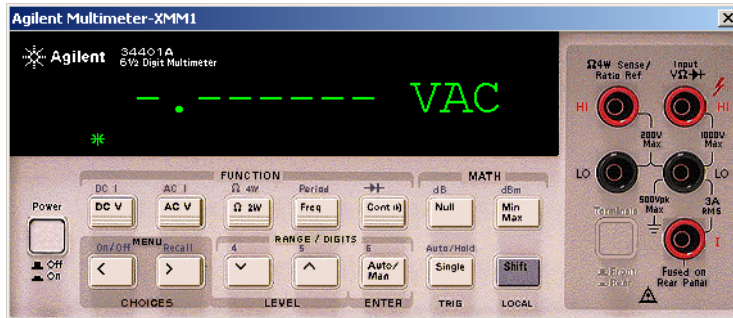 Agilent Multimeter-XMM1
Agilent 34401A
6½ Digit Multimeter
-.------ VAC
*
Ω4W Sense/
Ratio Ref
Input
VΩ
HI HI
200V
Max
1000V
Max
LO LO
500Vpk
Max
3A
RMS
Terminals
I
Front
Rear
Fused on
Rear Panal
FUNCTION MATH
DC I AC I Ω 4W Period dB dBm
Power
DC V AC V Ω 2W Freq Cont Null Min
Max
MENU RANGE / DIGITS
On/Off Recall 4 5 6 Auto/Hold
Off
On
< > Auto/
Man
Single Shift
CHOICES LEVEL ENTER TRIG LOCAL